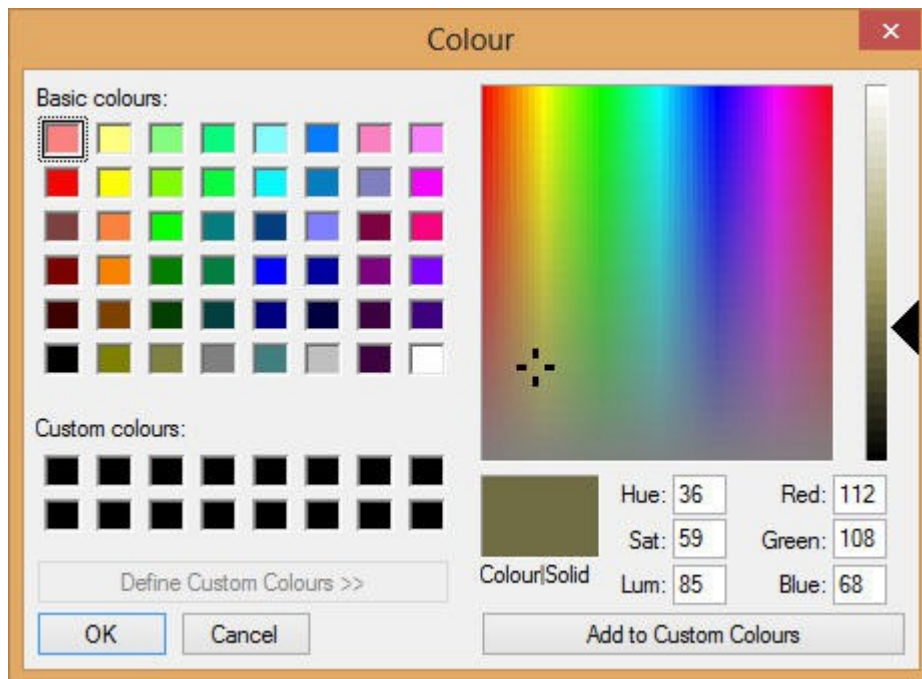 Colour
Basic colours:
Custom colours:
Define Custom Colours >>
OK Cancel
Hue: 36 Red: 112
Sat: 59 Green: 108
Colour|Solid Lum: 85 Blue: 68
Add to Custom Colours